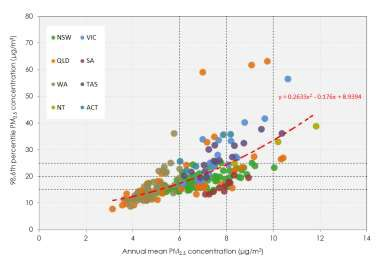 80
70
60
50
40
30
20
10
0
98.6th percentile PM2.5 concentration (µg/m³)
NSW VIC
QLD SA
WA TAS
NT ACT
y = 0.2633x² - 0.176x + 8.9394
0 2 4 6 8 10 12 14
Annual mean PM2.5 concentration (µg/m³)